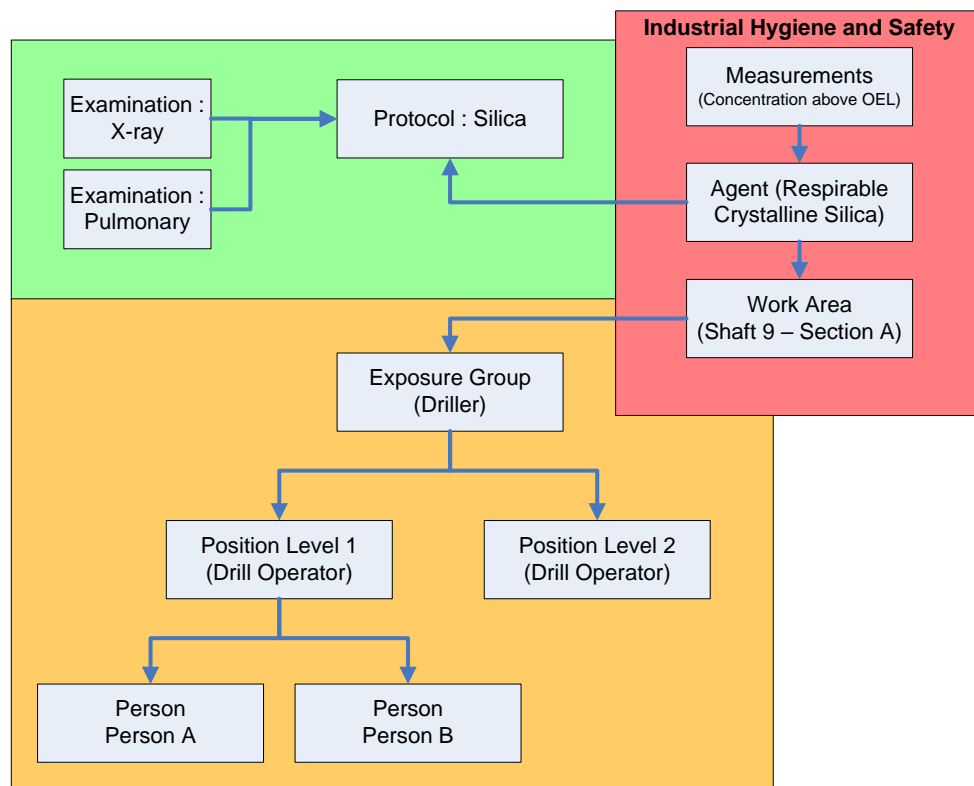 Industrial Hygiene and Safety
Measurements
(Concentration above OEL)
Examination :
X-ray
Protocol : Silica
Examination :
Pulmonary
Agent (Respirable
Crystalline Silica)
Work Area
(Shaft 9 – Section A)
Exposure Group
(Driller)
Position Level 1
(Drill Operator)
Position Level 2
(Drill Operator)
Person
Person A
Person
Person B